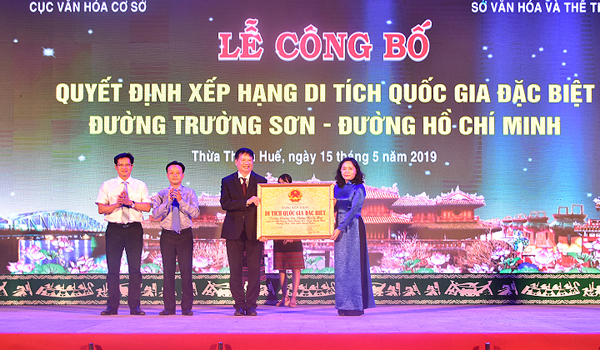 CỤC VĂN HÓA CƠ SỞ
SỞ VĂN HÓA VÀ THỂ
LỄ CÔNG BỐ
QUYẾT ĐỊNH XẾP HẠNG DI TÍCH QUỐC GIA ĐẶC BIỆT
ĐƯỜNG TRƯỜNG SƠN - ĐƯỜNG HỒ CHÍ MINH
Thừa Huế, ngày 15 tháng 5 năm 2019
DI TÍCH QUỐC GIA ĐẶC BIỆT